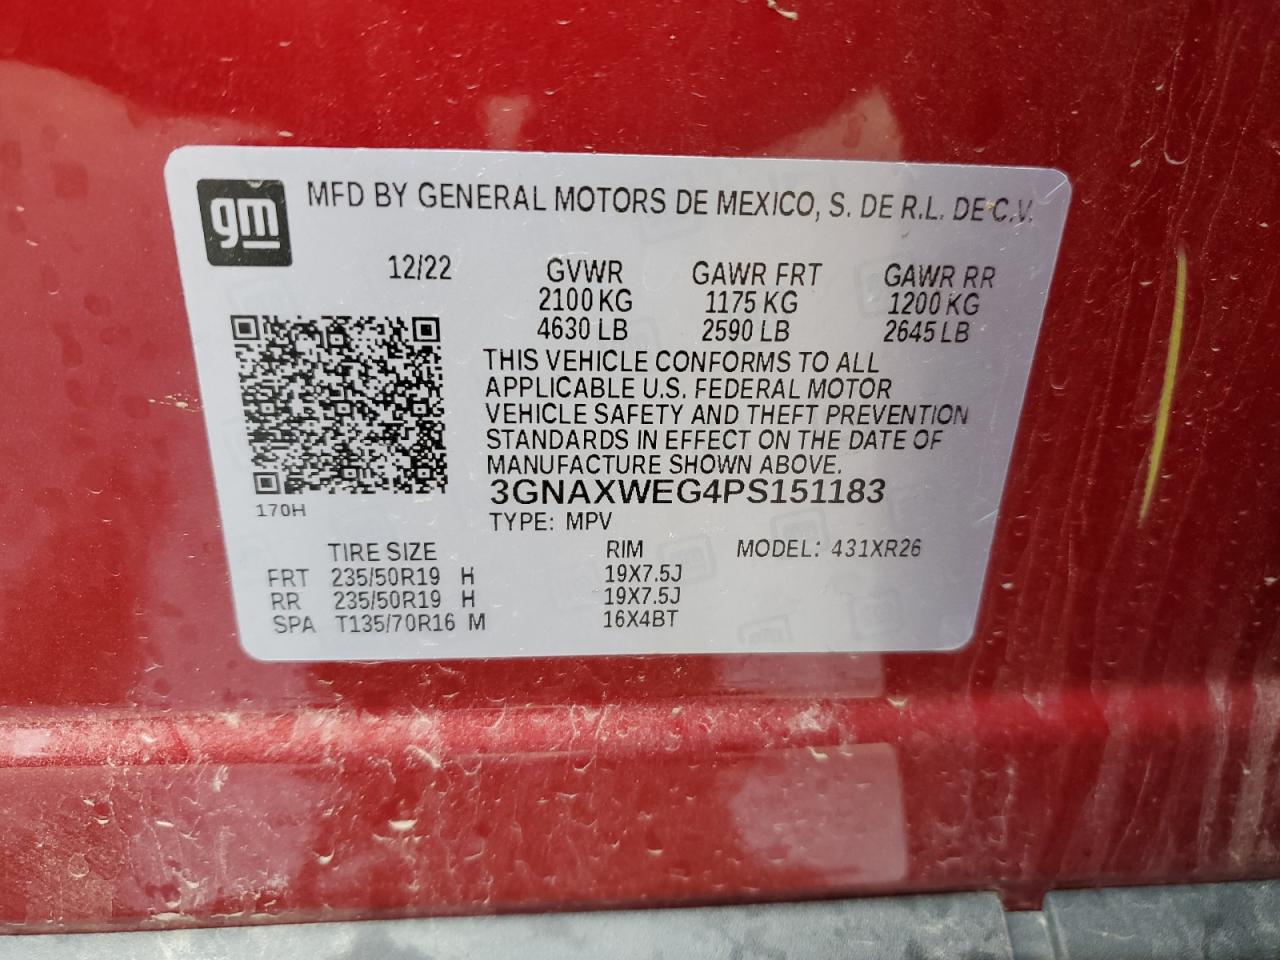 gm
MFD BY GENERAL MOTORS DE MEXICO, S. DE R.L. DE C.V.
12/22 GVWR GAWR FRT GAWR RR
2100 KG 1175 KG 1200 KG
4630 LB 2590 LB 2645 LB
THIS VEHICLE CONFORMS TO ALL
APPLICABLE U.S. FEDERAL MOTOR
VEHICLE SAFETY AND THEFT PREVENTION
STANDARDS IN EFFECT ON THE DATE OF
MANUFACTURE SHOWN ABOVE.
3GNAXWEG4PS151183
170H
TYPE: MPV
TIRE SIZE RIM MODEL: 431XR26
FRT 235/50R19 H 19X7.5J
RR 235/50R19 H 19X7.5J
SPA T135/70R16 M 16X4BT